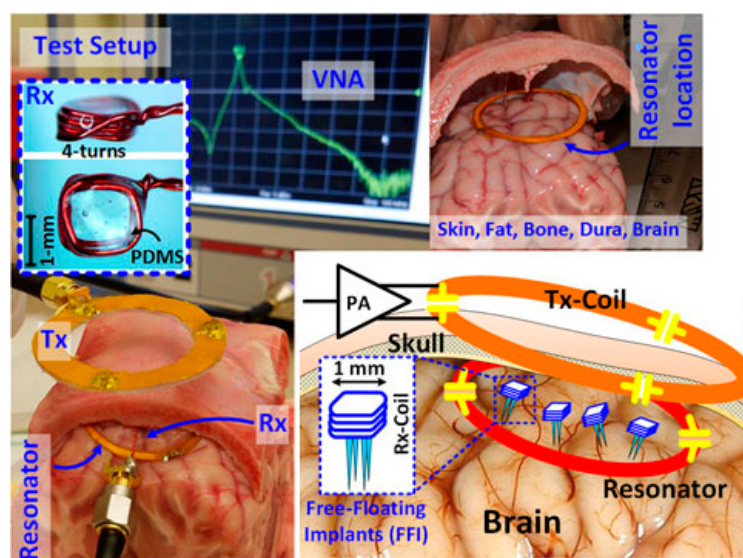 Test Setup
Rx
4-turns
1-mm
PDMS
VNA
Resonator
location
Skin, Fat, Bone, Dura, Brain
Tx
Rx
Resonator
PA
Tx-Coil
Skull
1 mm
Rx-Coil
Free-Floating
Implants (FFI)
Resonator
Brain